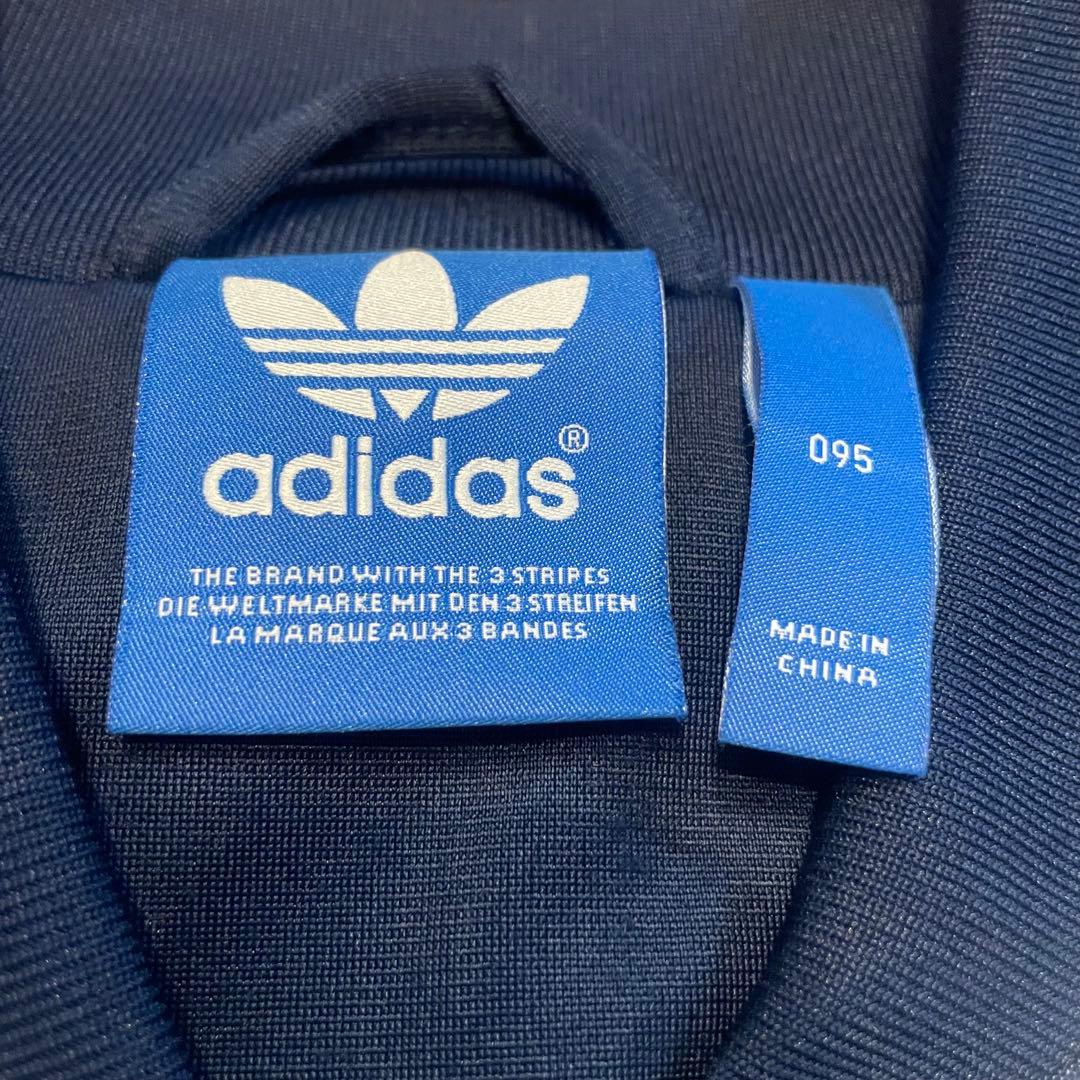 adidas®
THE BRAND WITH THE 3 STRIPES
DIE WELTMARKE MIT DEN 3 STREIFEN
LA MARQUE AUX 3 BANDES
095
MADE IN
CHINA